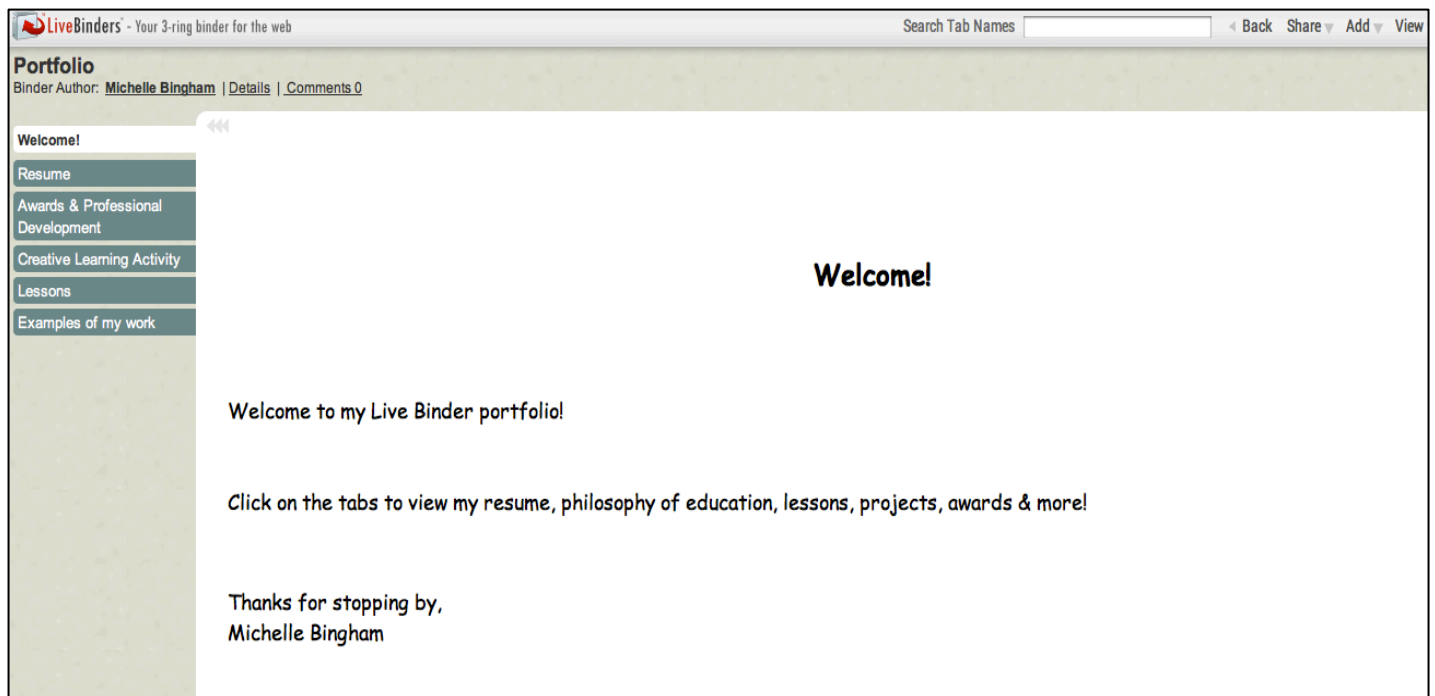 LiveBinders - Your 3-ring binder for the web
Search Tab Names
Back Share Add View
Portfolio
Binder Author: Michelle Bingham | Details | Comments 0
Welcome!
Resume
Awards & Professional
Development
Creative Learning Activity
Lessons
Examples of my work
Welcome!
Welcome to my Live Binder portfolio!
Click on the tabs to view my resume, philosophy of education, lessons, projects, awards & more!
Thanks for stopping by,
Michelle Bingham